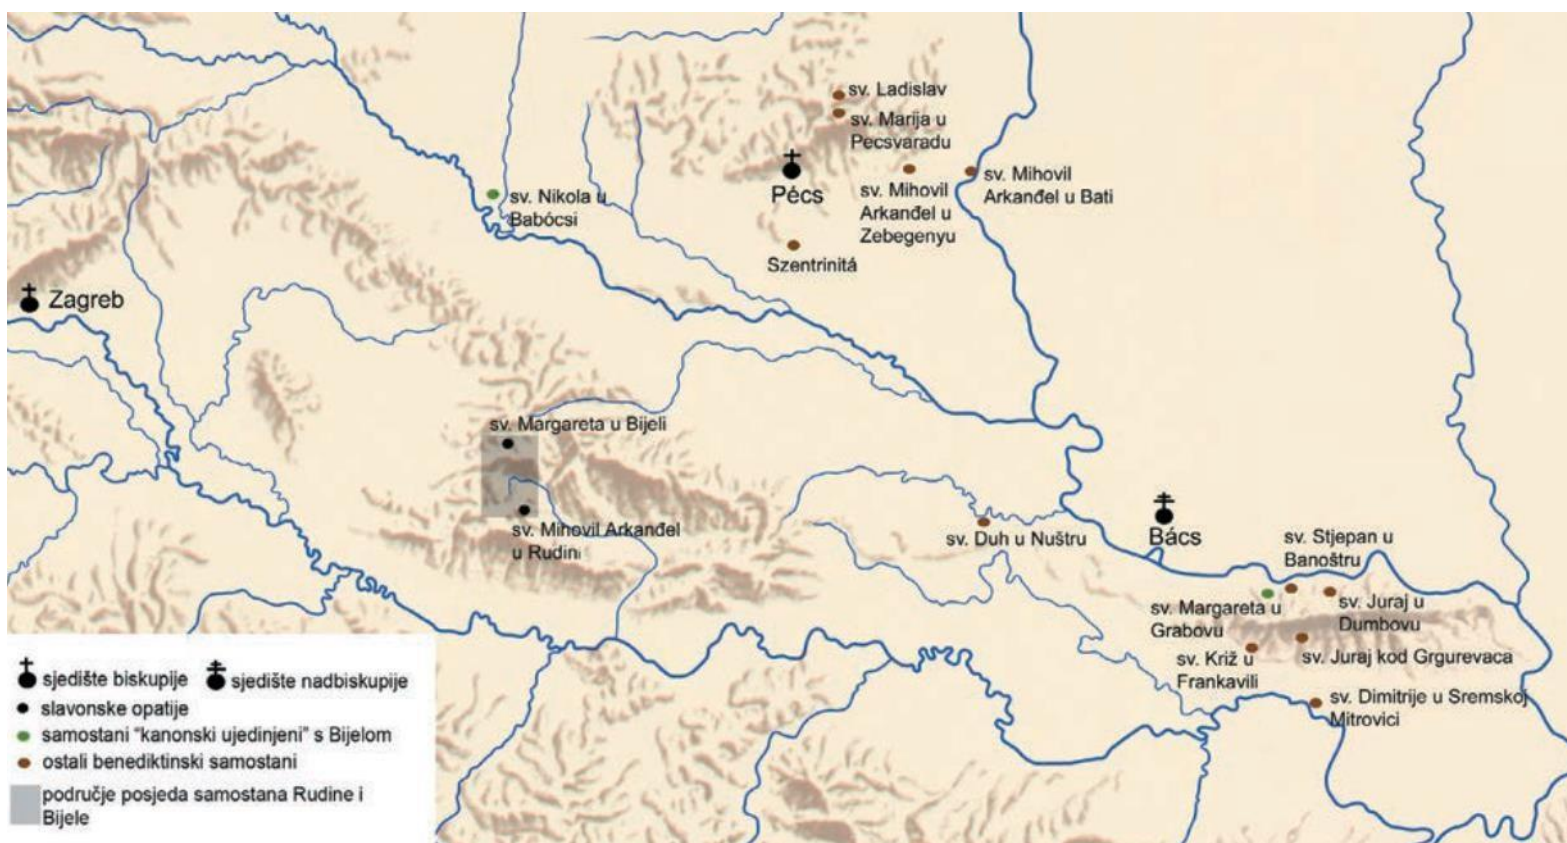 sv. Ladislav
sv. Marija u
Pecsvaradu
Pécs
sv. Mihovil
Arkanđel u
Zebegenyu
sv. Mihovil
Arkanđel u Bati
sv. Nikola u
Babócsi
Szentrinitá
Zagreb
sv. Margareta u Bijeli
sv. Mihovil Arkanđel
u Rudini
sv. Duh u Nuštru
Bács
sv. Stjepan u
Banoštru
sv. Margareta u
Grabovu
sv. Juraj u
Dumbovu
sv. Križ u
Frankavili
sv. Juraj kod Grgurevaca
sv. Dimitrije u Sremskoj
Mitrovici
sjedište biskupije
sjedište nadbiskupije
slavonske opatije
samostani "kanonski ujedinjeni" s Bijelom
ostali benediktinski samostani
područje posjeda samostana Rudine i
Bijele